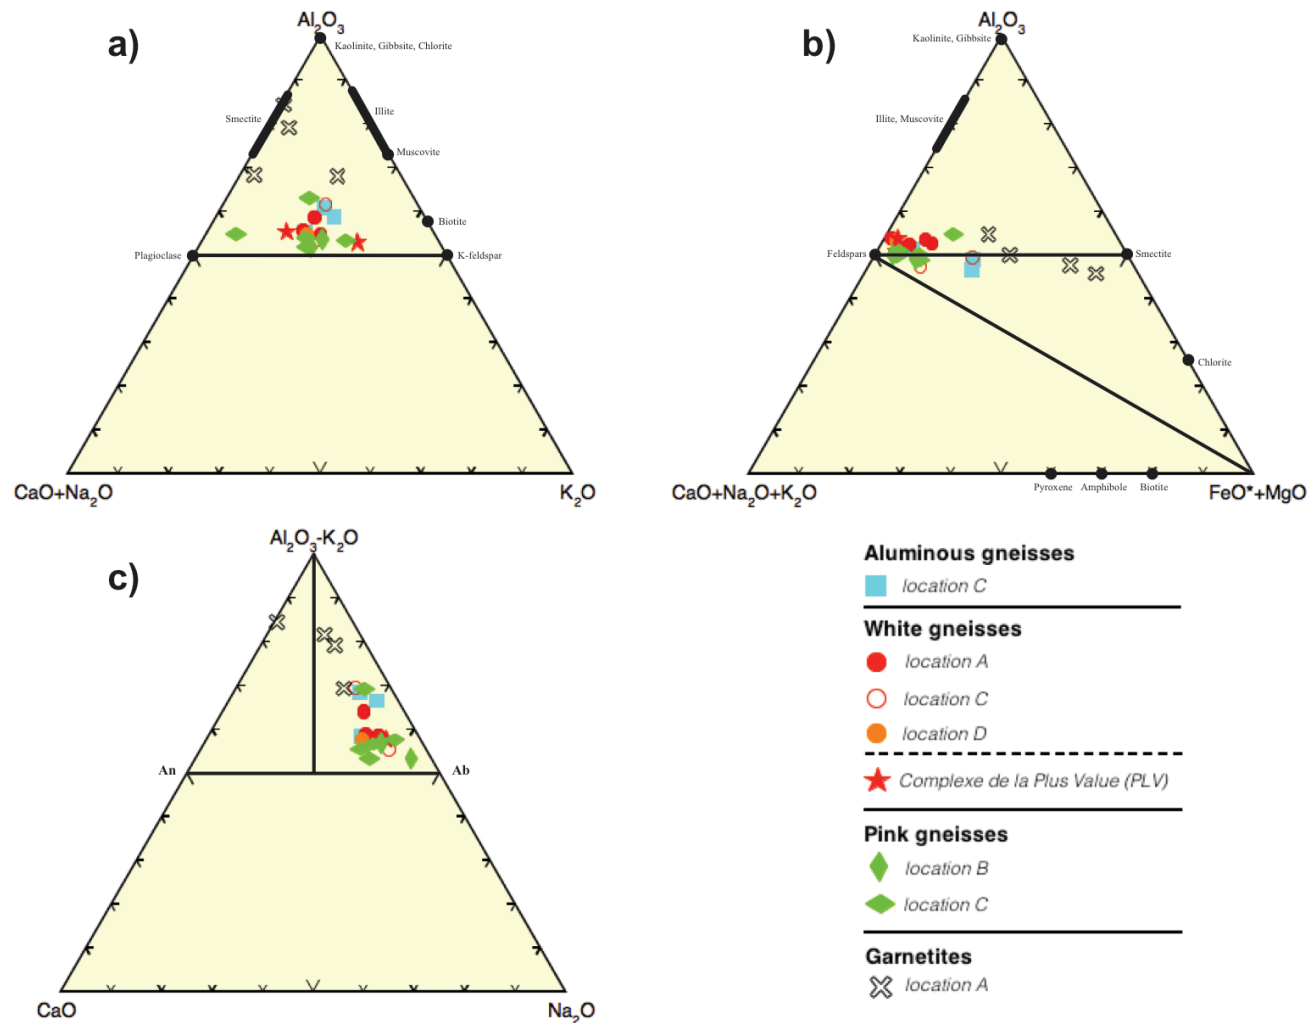 a)
Al₂O₃
Kaolinite, Gibbsite, Chlorite
Smectite
Illite
Muscovite
Biotite
Plagioclase
K-feldspar
CaO+Na₂O
K₂O
b)
Al₂O₃
Kaolinite, Gibbsite
Illite, Muscovite
Feldspars
Smectite
Chlorite
Pyroxene
Amphibole
Biotite
CaO+Na₂O+K₂O
FeO*+MgO
c)
Al₂O₃-K₂O
An
Ab
CaO
Na₂O
Aluminous gneisses
location C
White gneisses
location A
location C
location D
Complexe de la Plus Value (PLV)
Pink gneisses
location B
location C
Garnetites
location A